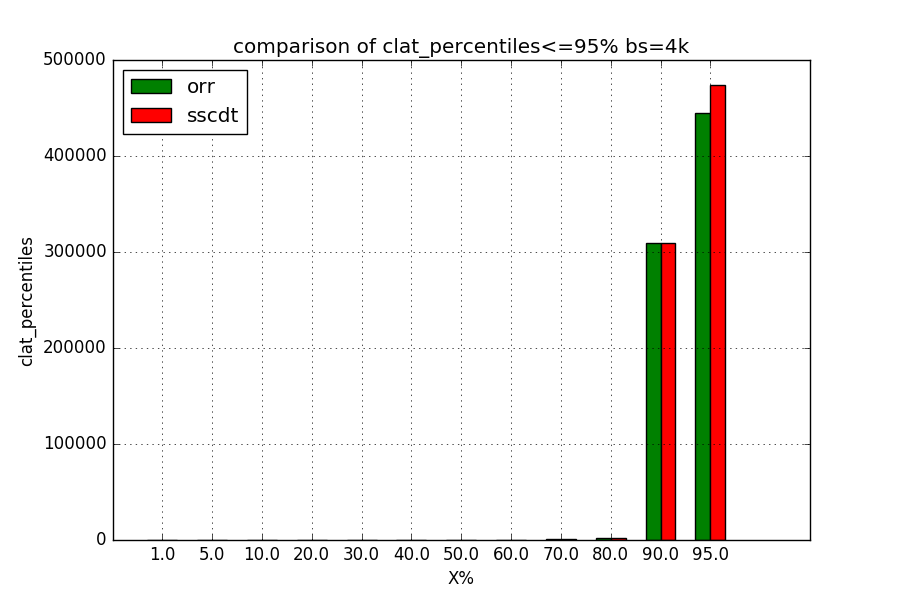 comparison of clat_percentiles<=95% bs=4k
500000
400000
300000
200000
100000
0
clat_percentiles
orr
sscdt
1.0 5.0 10.0 20.0 30.0 40.0 50.0 60.0 70.0 80.0 90.0 95.0
X%